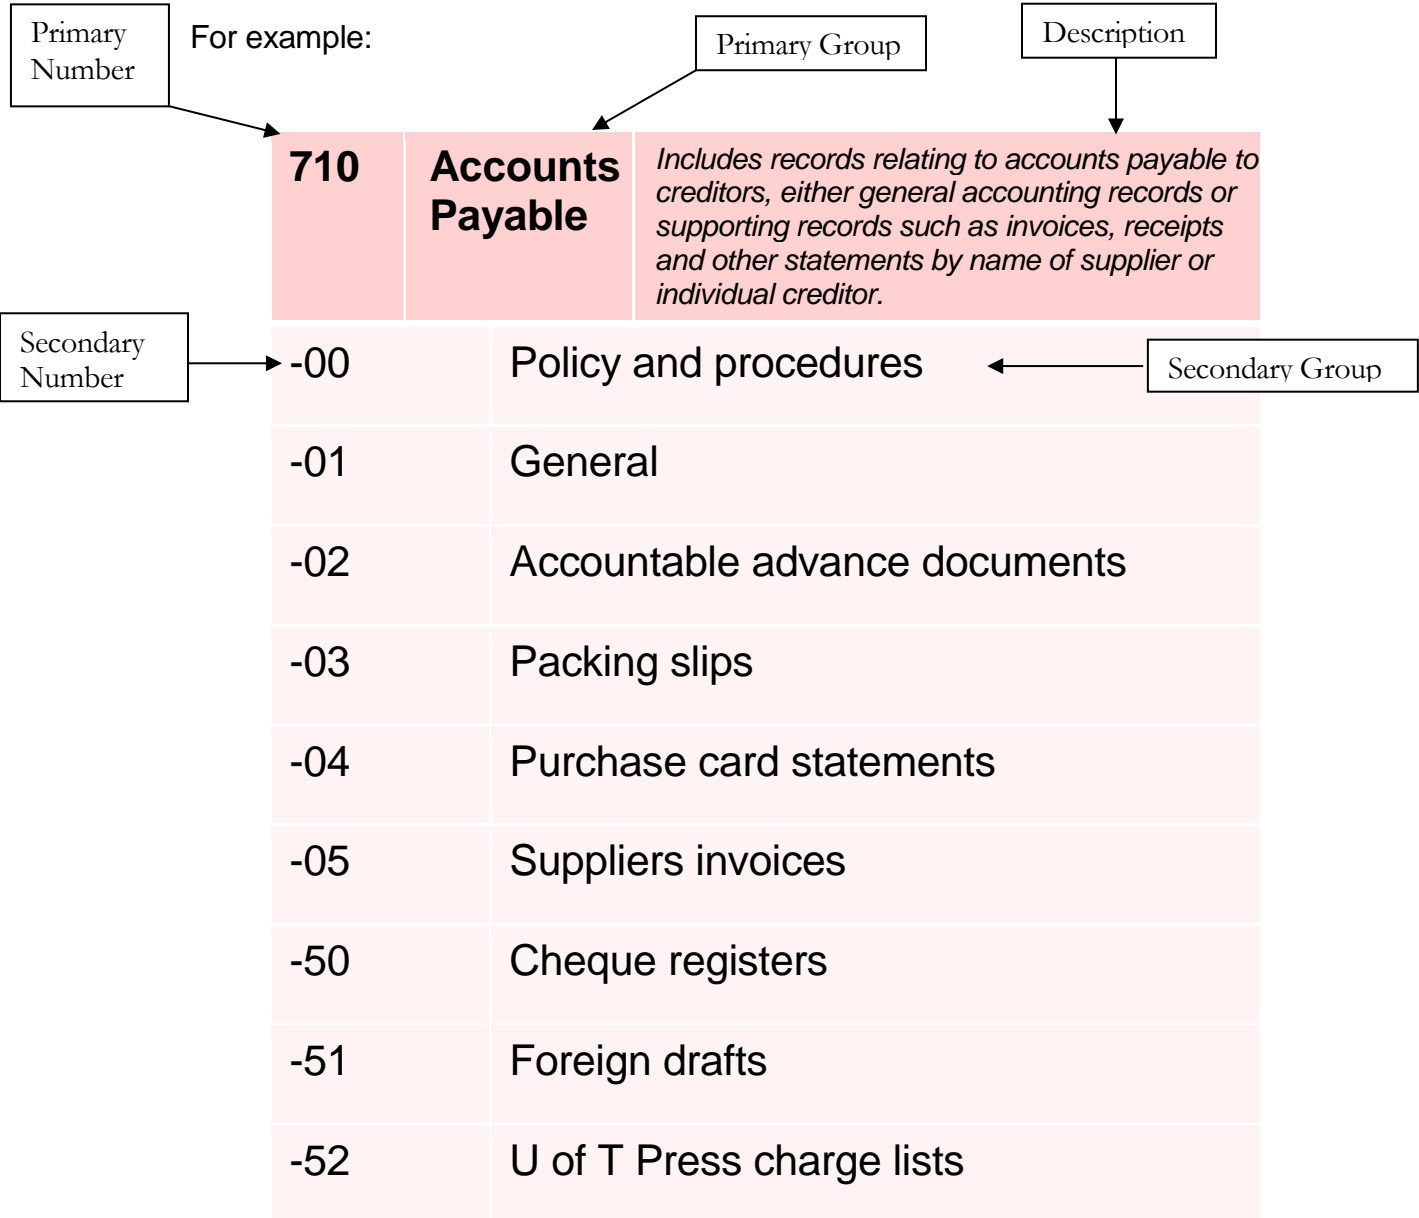 Primary
Number
For example:
Primary Group
Description
710
Accounts
Payable
Includes records relating to accounts payable to
creditors, either general accounting records or
supporting records such as invoices, receipts
and other statements by name of supplier or
individual creditor.
Secondary
Number
-00 Policy and procedures
Secondary Group
-01 General
-02 Accountable advance documents
-03 Packing slips
-04 Purchase card statements
-05 Suppliers invoices
-50 Cheque registers
-51 Foreign drafts
-52 U of T Press charge lists